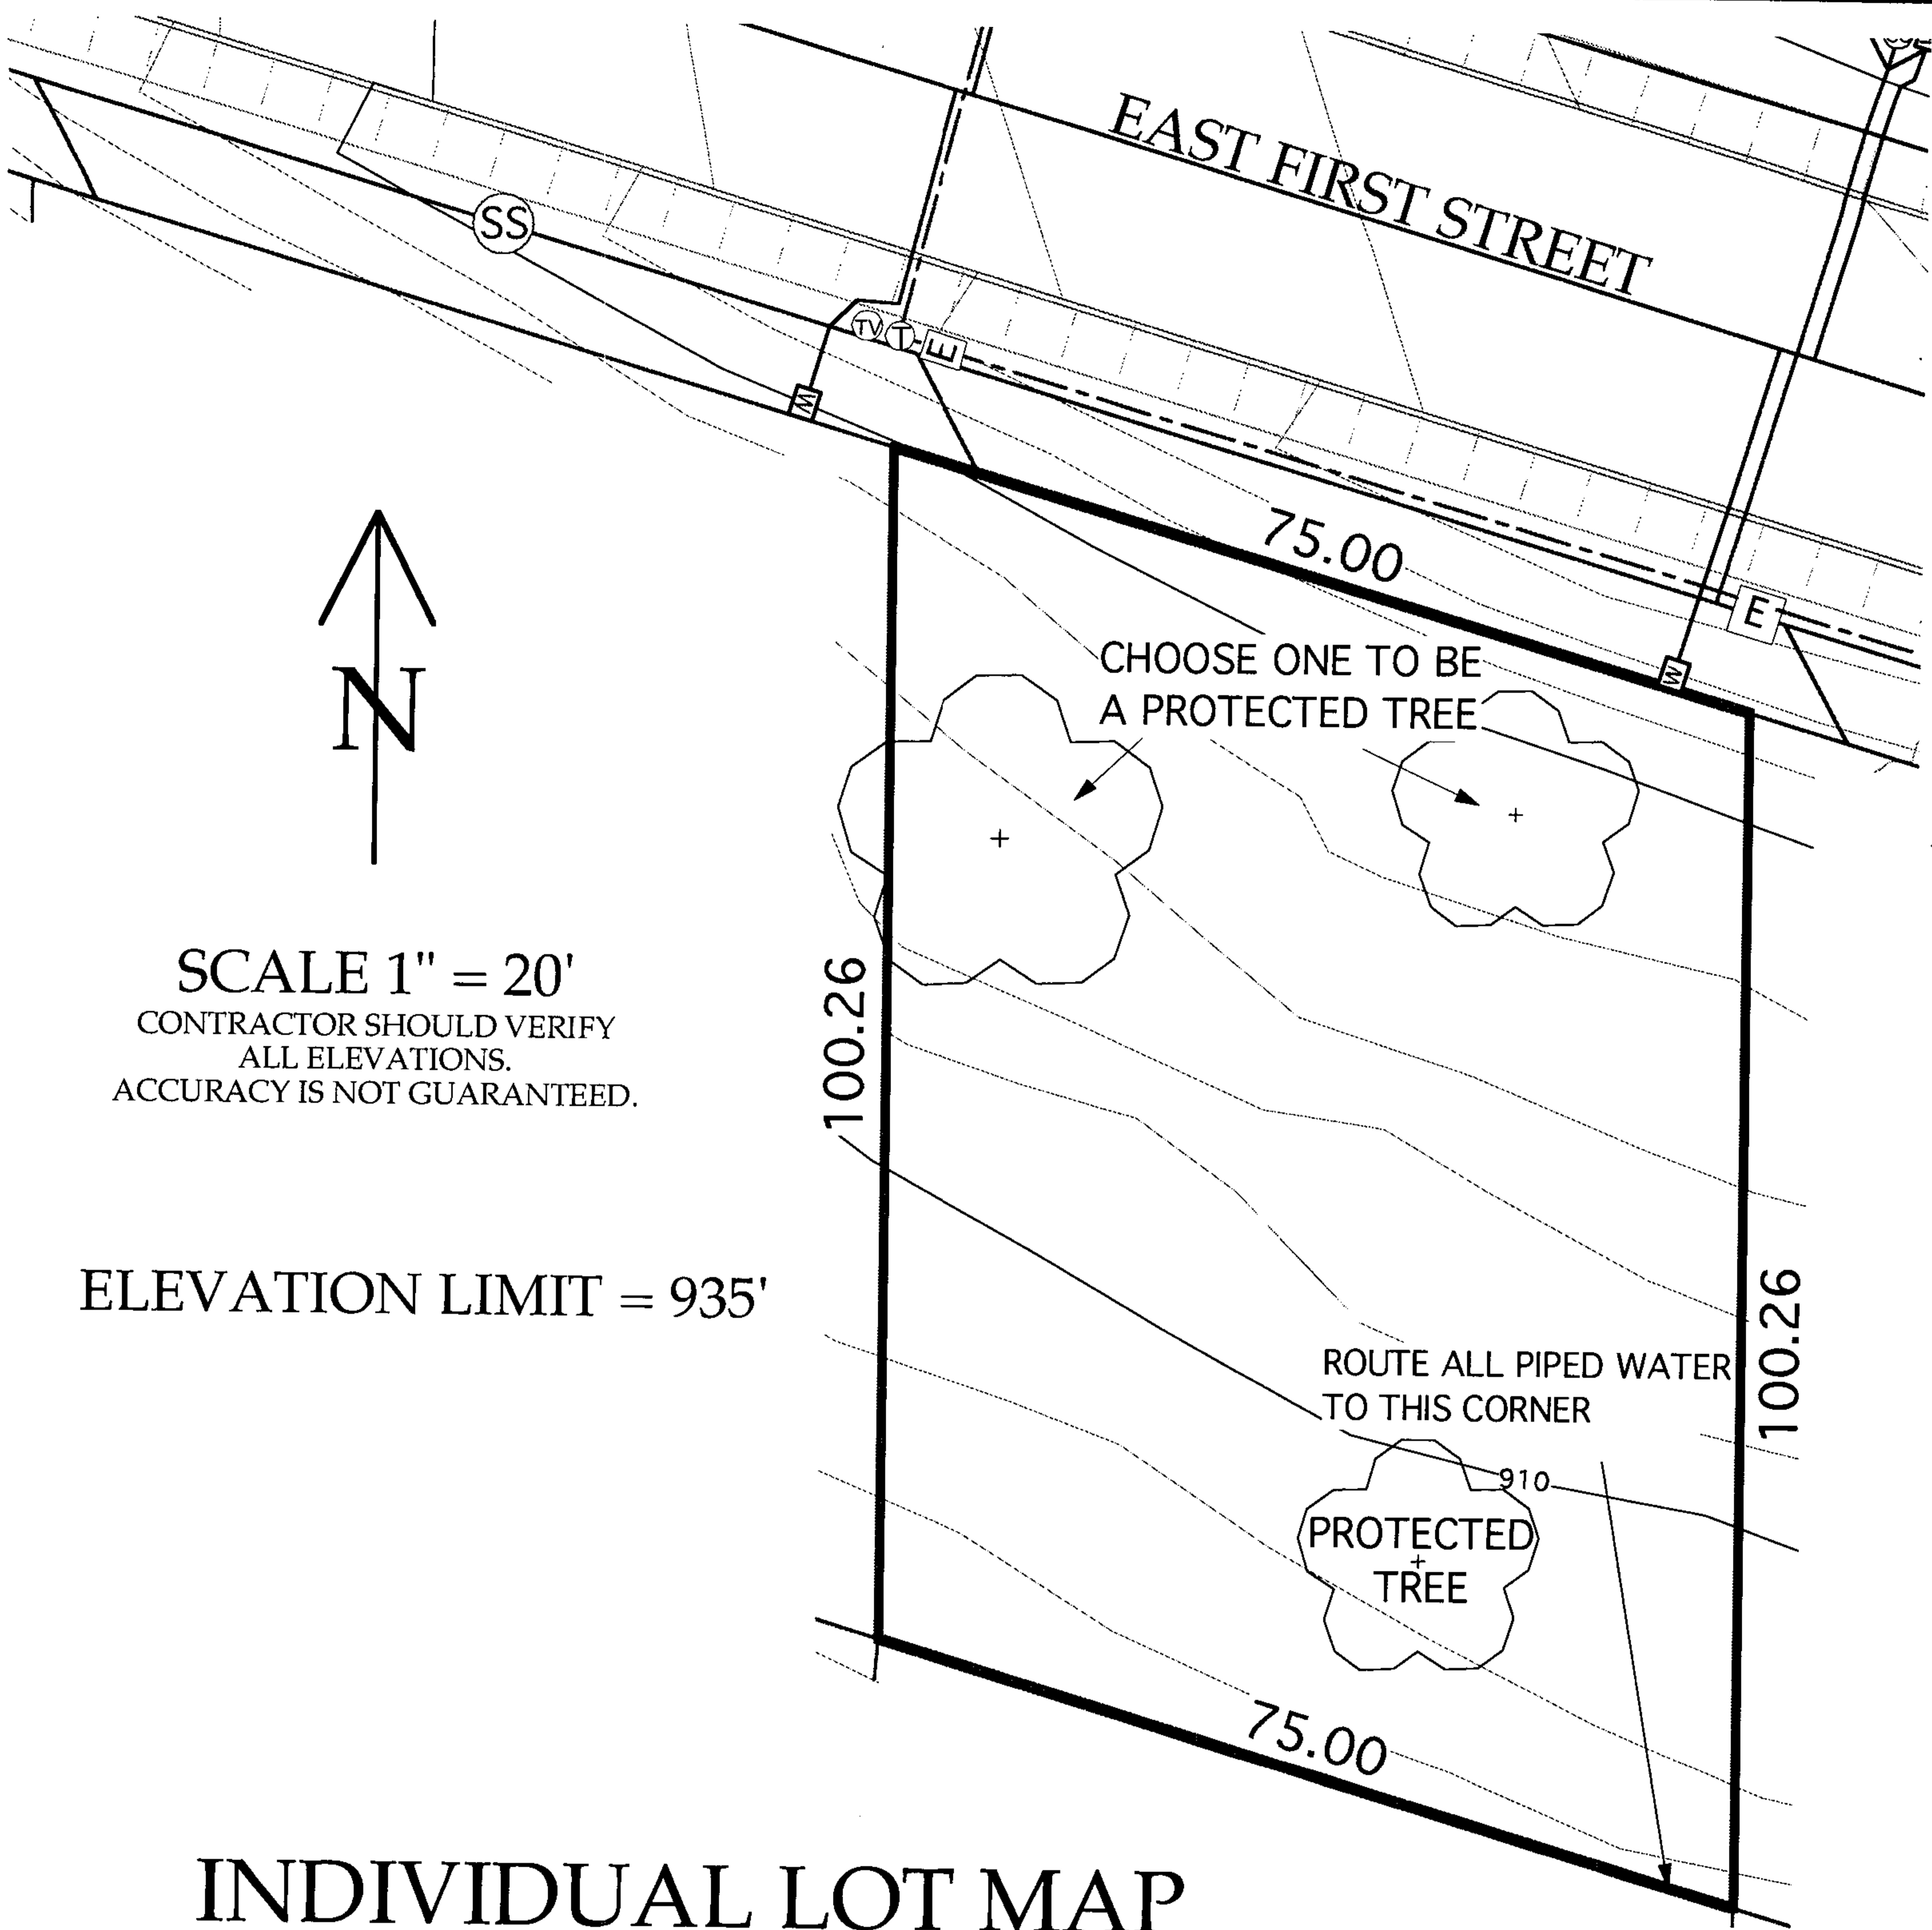 EAST FIRST STREET
SS
TV
T
E
W
75.00
E
W
CHOOSE ONE TO BE
A PROTECTED TREE
N
SCALE 1" = 20'
CONTRACTOR SHOULD VERIFY
ALL ELEVATIONS.
ACCURACY IS NOT GUARANTEED.
100.26
ELEVATION LIMIT = 935'
100.26
ROUTE ALL PIPED WATER
TO THIS CORNER
910
PROTECTED
TREE
75.00
INDIVIDUAL LOT MAP